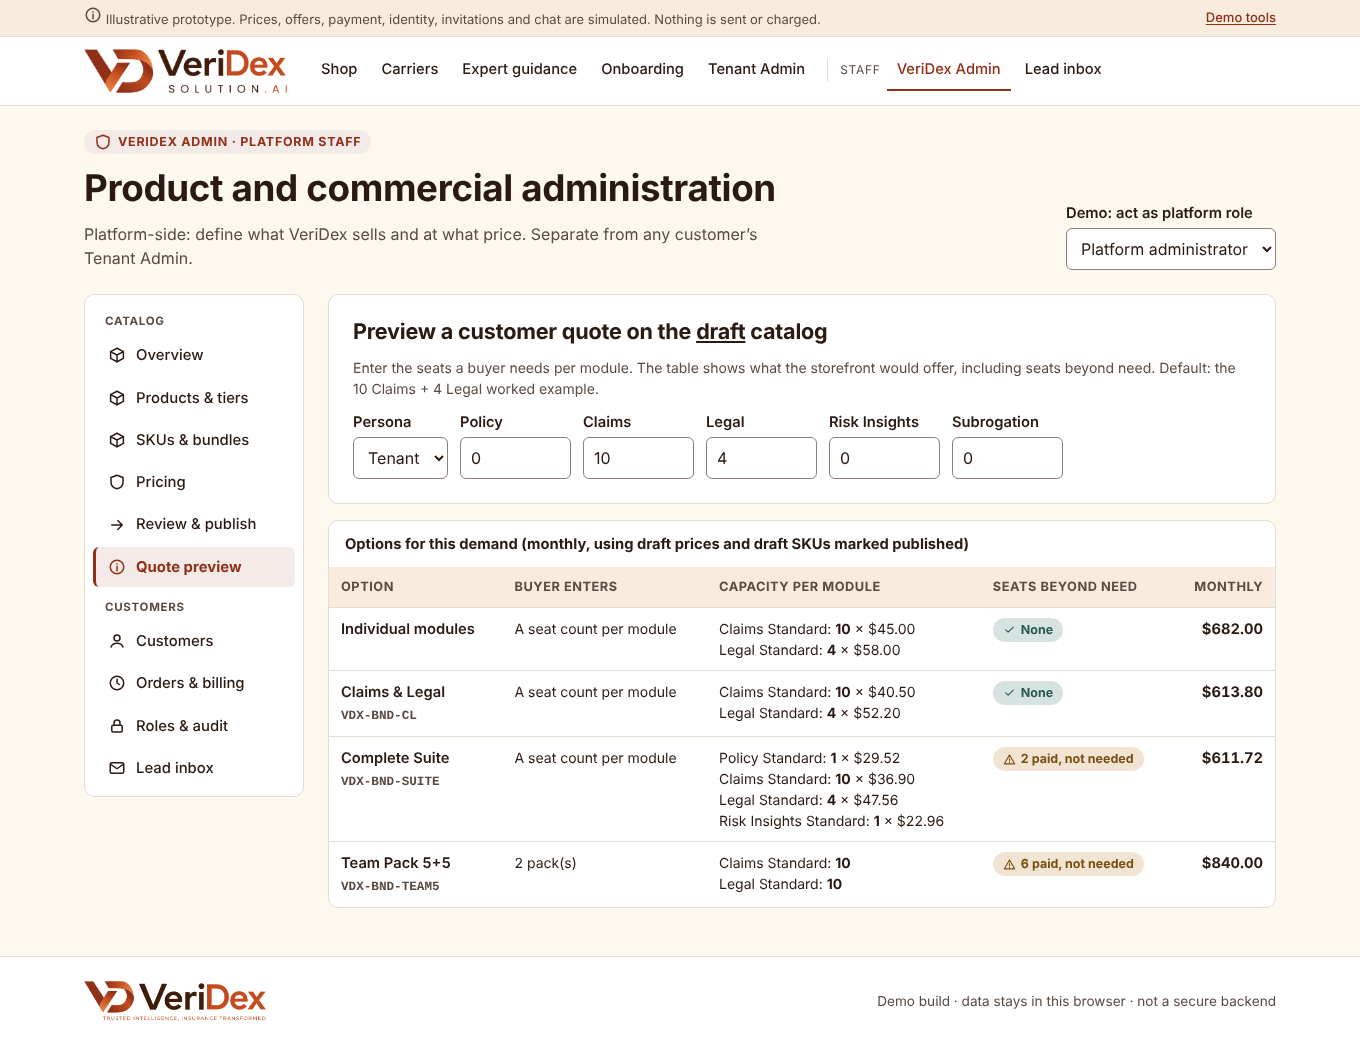 Illustrative prototype. Prices, offers, payment, identity, invitations and chat are simulated. Nothing is sent or charged.
Demo tools
VeriDex
SOLUTION.AI
Shop
Carriers
Expert guidance
Onboarding
Tenant Admin
STAFF
VeriDex Admin
Lead inbox
VERIDEX ADMIN · PLATFORM STAFF
Product and commercial administration
Platform-side: define what VeriDex sells and at what price. Separate from any customer’s
Tenant Admin.
Demo: act as platform role
Platform administrator
CATALOG
Overview
Products & tiers
SKUs & bundles
Pricing
Review & publish
Quote preview
CUSTOMERS
Customers
Orders & billing
Roles & audit
Lead inbox
Preview a customer quote on the draft catalog
Enter the seats a buyer needs per module. The table shows what the storefront would offer, including seats beyond need. Default: the
10 Claims + 4 Legal worked example.
Persona Policy Claims Legal Risk Insights Subrogation
Tenant 0 10 4 0 0
Options for this demand (monthly, using draft prices and draft SKUs marked published)
OPTION BUYER ENTERS CAPACITY PER MODULE SEATS BEYOND NEED MONTHLY
Individual modules A seat count per module Claims Standard: 10 × $45.00 None $682.00
Legal Standard: 4 × $58.00
Claims & Legal A seat count per module Claims Standard: 10 × $40.50 None $613.80
VDX-BND-CL Legal Standard: 4 × $52.20
Complete Suite A seat count per module Policy Standard: 1 × $29.52 2 paid, not needed $611.72
VDX-BND-SUITE Claims Standard: 10 × $36.90
Legal Standard: 4 × $47.56
Risk Insights Standard: 1 × $22.96
Team Pack 5+5 2 pack(s) Claims Standard: 10 6 paid, not needed $840.00
VDX-BND-TEAM5 Legal Standard: 10
VeriDex
TRUSTED INTELLIGENCE, INSURANCE TRANSFORMED
Demo build · data stays in this browser · not a secure backend